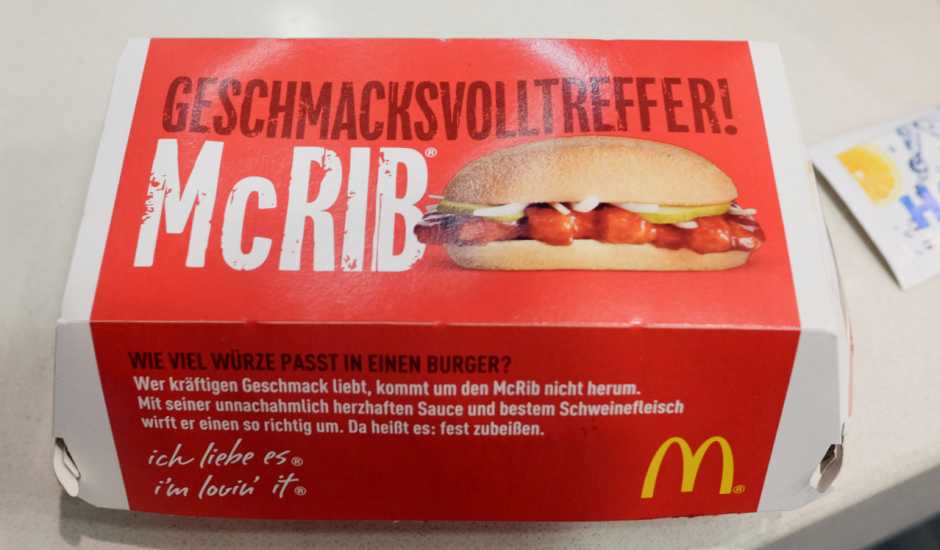 GESCHMACKSVOLLTREFFER!
McRIB®
WIE VIEL WÜRZE PASST IN EINEN BURGER?
Wer kräftigen Geschmack liebt, kommt um den McRib nicht herum.
Mit seiner unnachahmlich herzhaften Sauce und bestem Schweinefleisch
wirft er einen so richtig um. Da heißt es: fest zubeißen.
ich liebe es®
i'm lovin' it®
M®